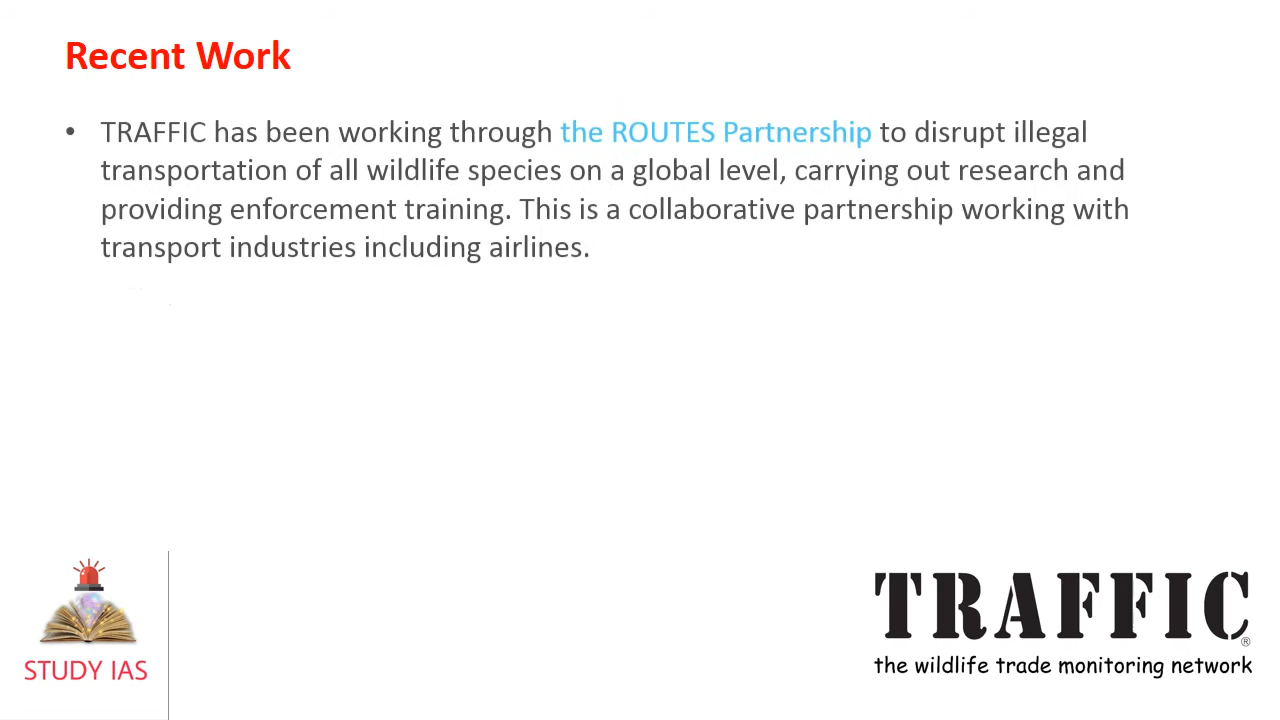 Recent Work
• TRAFFIC has been working through the ROUTES Partnership to disrupt illegal
transportation of all wildlife species on a global level, carrying out research and
providing enforcement training. This is a collaborative partnership working with
transport industries including airlines.
STUDY IAS
TRAFFIC®
the wildlife trade monitoring network